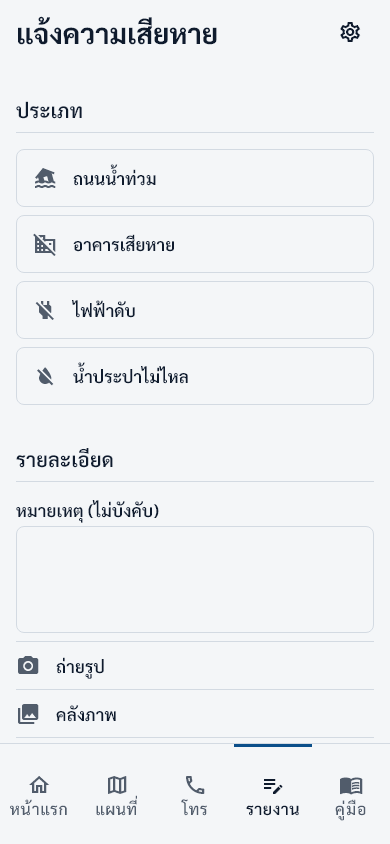 แจ้งความเสียหาย
ประเภท
ถนนน้ำท่วม
อาคารเสียหาย
ไฟฟ้าดับ
น้ำประปาไม่ไหล
รายละเอียด
หมายเหตุ (ไม่บังคับ)
ถ่ายรูป
คลังภาพ
หน้าแรก
แผนที่
โทร
รายงาน
คู่มือ